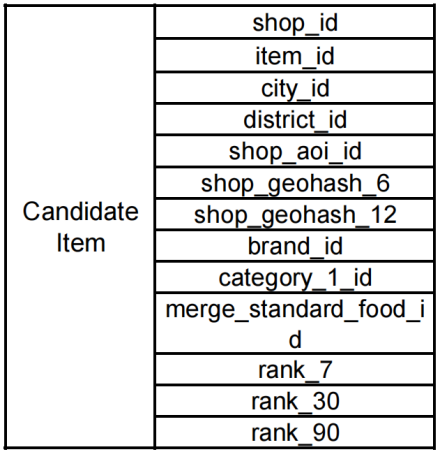 Candidate
Item
shop_id
item_id
city_id
district_id
shop_aoi_id
shop_geohash_6
shop_geohash_12
brand_id
category_1_id
merge_standard_food_i
d
rank_7
rank_30
rank_90